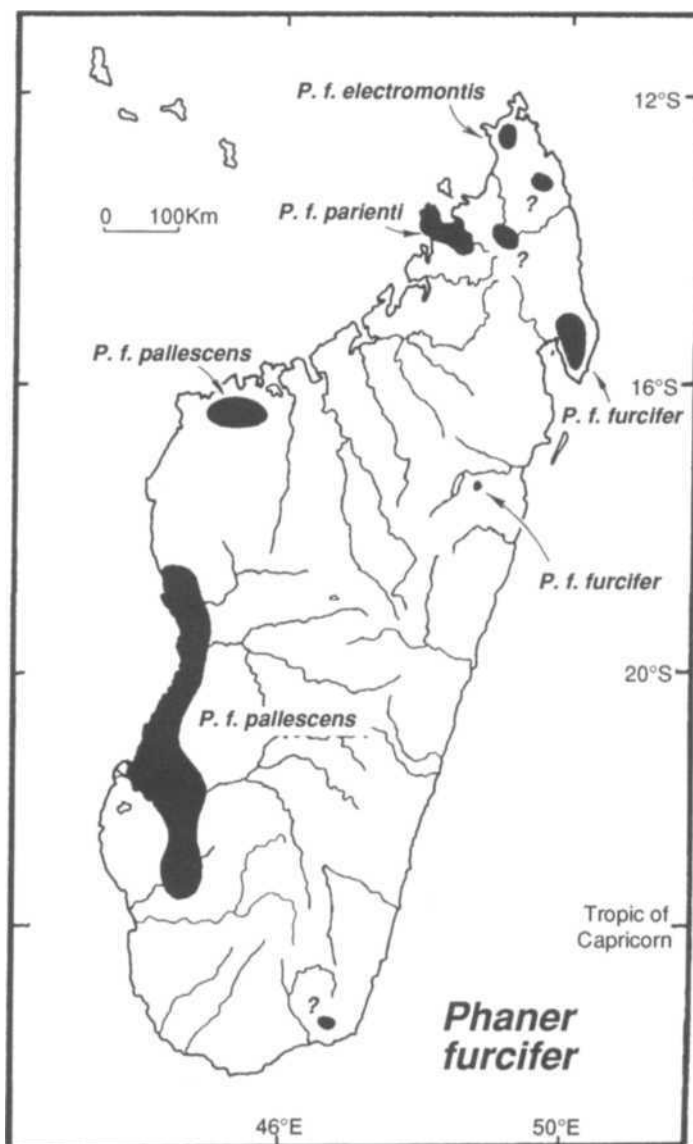 P. f. electromontis
12°S
0 100Km
P. f. parienti
?
?
P. f. pallescens
16°S
P. f. furcifer
P. f. furcifer
20°S
P. f. pallescens
Tropic of
Capricorn
?
Phaner
furcifer
46°E
50°E